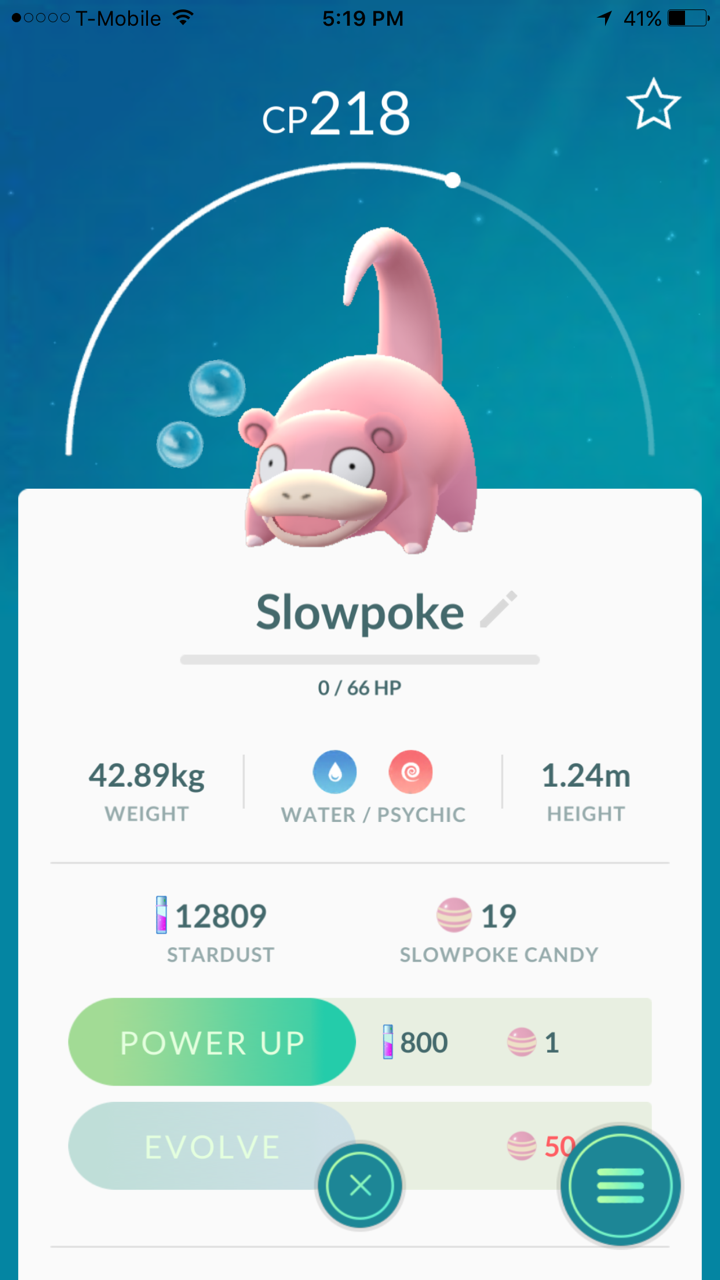 T-Mobile 5:19 PM 41%
CP218
Slowpoke
0 / 66 HP
42.89kg 1.24m
WEIGHT WATER / PSYCHIC HEIGHT
12809 19
STARDUST SLOWPOKE CANDY
POWER UP 800 1
EVOLVE 50